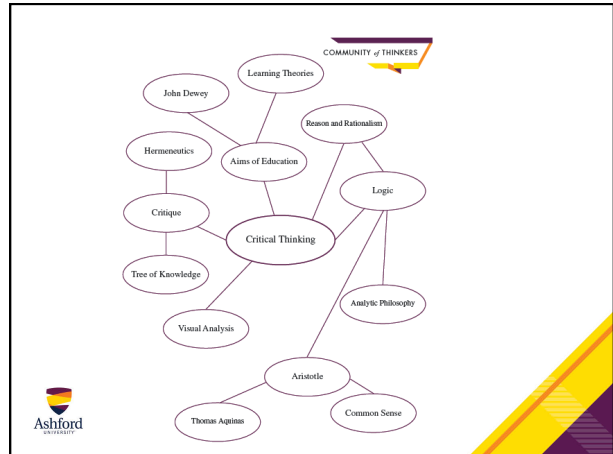 COMMUNITY of THINKERS
Learning Theories
John Dewey
Reason and Rationalism
Hermeneutics
Aims of Education
Logic
Critique
Critical Thinking
Tree of Knowledge
Analytic Philosophy
Visual Analysis
Aristotle
Common Sense
Thomas Aquinas
Ashford
UNIVERSITY